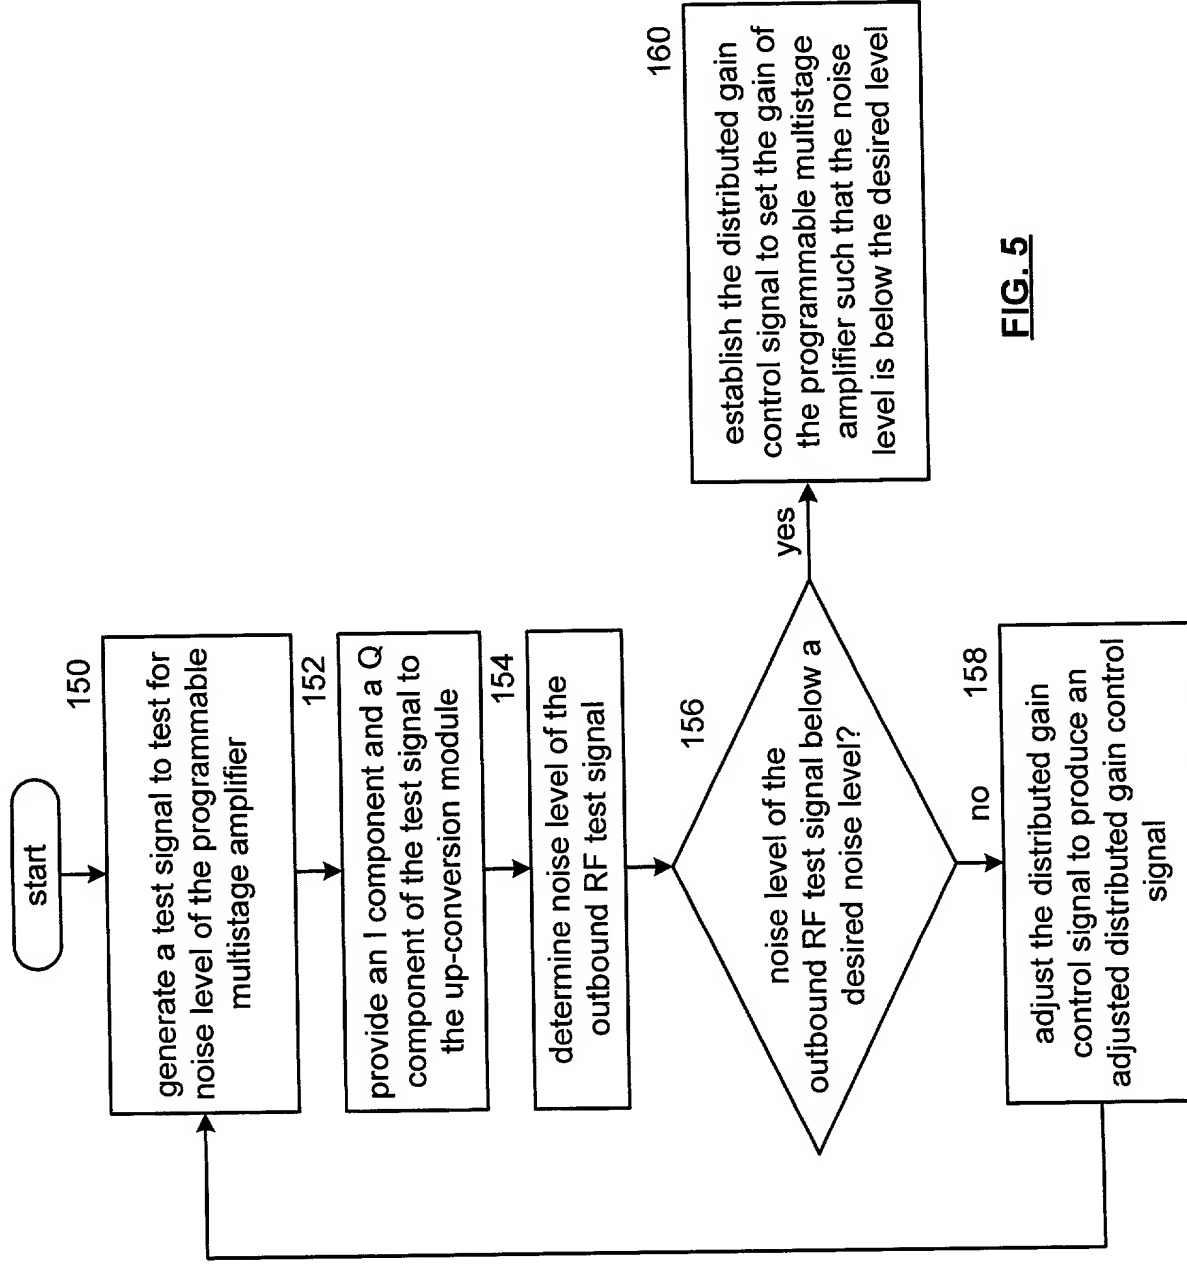 start
150
generate a test signal to test for
noise level of the programmable
multistage amplifier
152
provide an I component and a Q
component of the test signal to
the up-conversion module
154
determine noise level of the
outbound RF test signal
156
noise level of the
outbound RF test signal below a
desired noise level?
yes
160
establish the distributed gain
control signal to set the gain of
the programmable multistage
amplifier such that the noise
level is below the desired level
no
158
adjust the distributed gain
control signal to produce an
adjusted distributed gain control
signal
FIG. 5